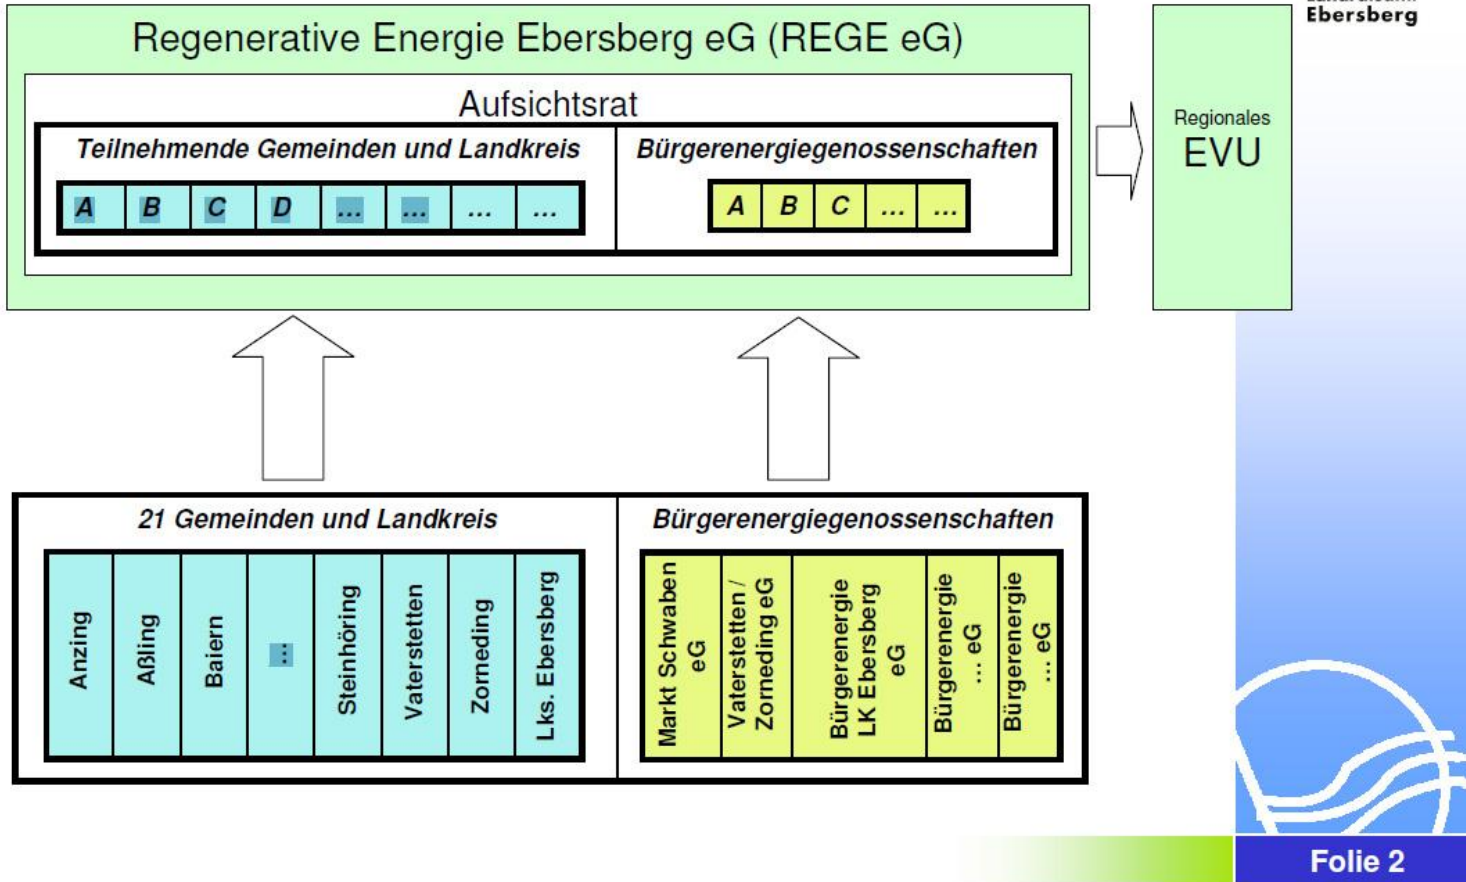 Ebersberg
Regenerative Energie Ebersberg eG (REGE eG)
Aufsichtsrat
Teilnehmende Gemeinden und Landkreis
A B C D ... ... ... ...
Bürgerenergiegenossenschaften
A B C ... ...
Regionales
EVU
21 Gemeinden und Landkreis
Anzing
Aßling
Baiern
...
Steinhöring
Vaterstetten
Zorneding
Lks. Ebersberg
Bürgerenergiegenossenschaften
Markt Schwaben
eG
Vaterstetten /
Zorneding eG
Bürgerenergie
LK Ebersberg
eG
Bürgerenergie
... eG
Bürgerenergie
... eG
Folie 2